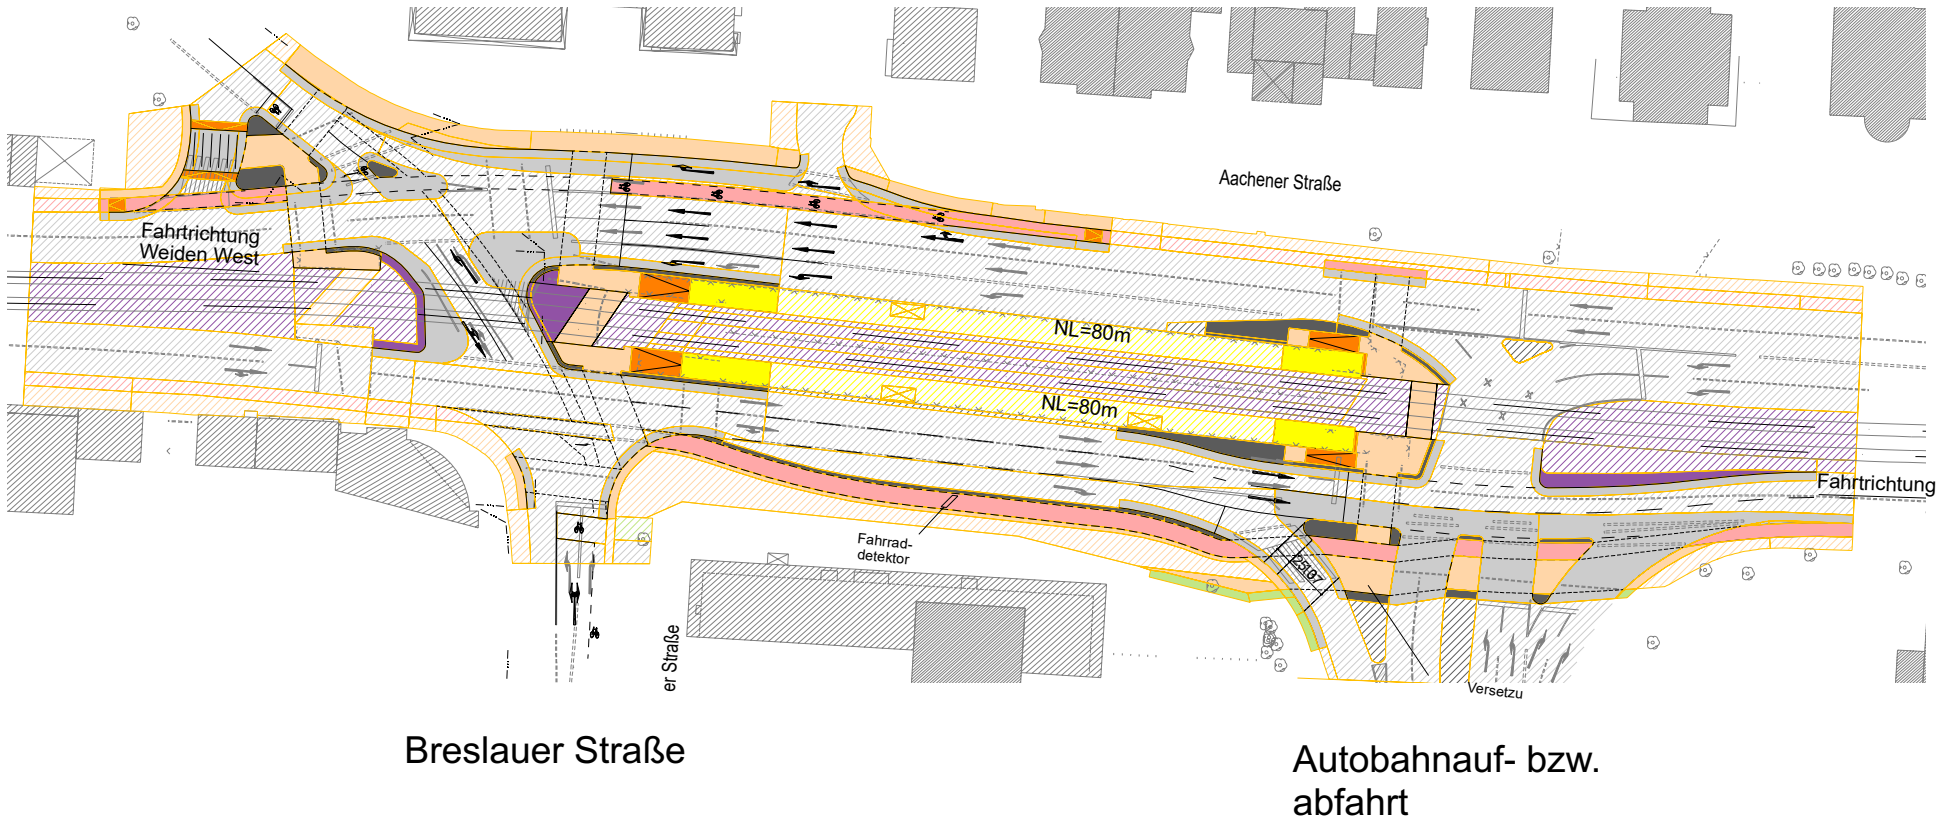 Aachener Straße
Fahrtrichtung
Weiden West
NL=80m
NL=80m
Fahrtrichtung
Fahrrad-
detektor
er Straße
Versetzu
Breslauer Straße
Autobahnauf- bzw.
abfahrt